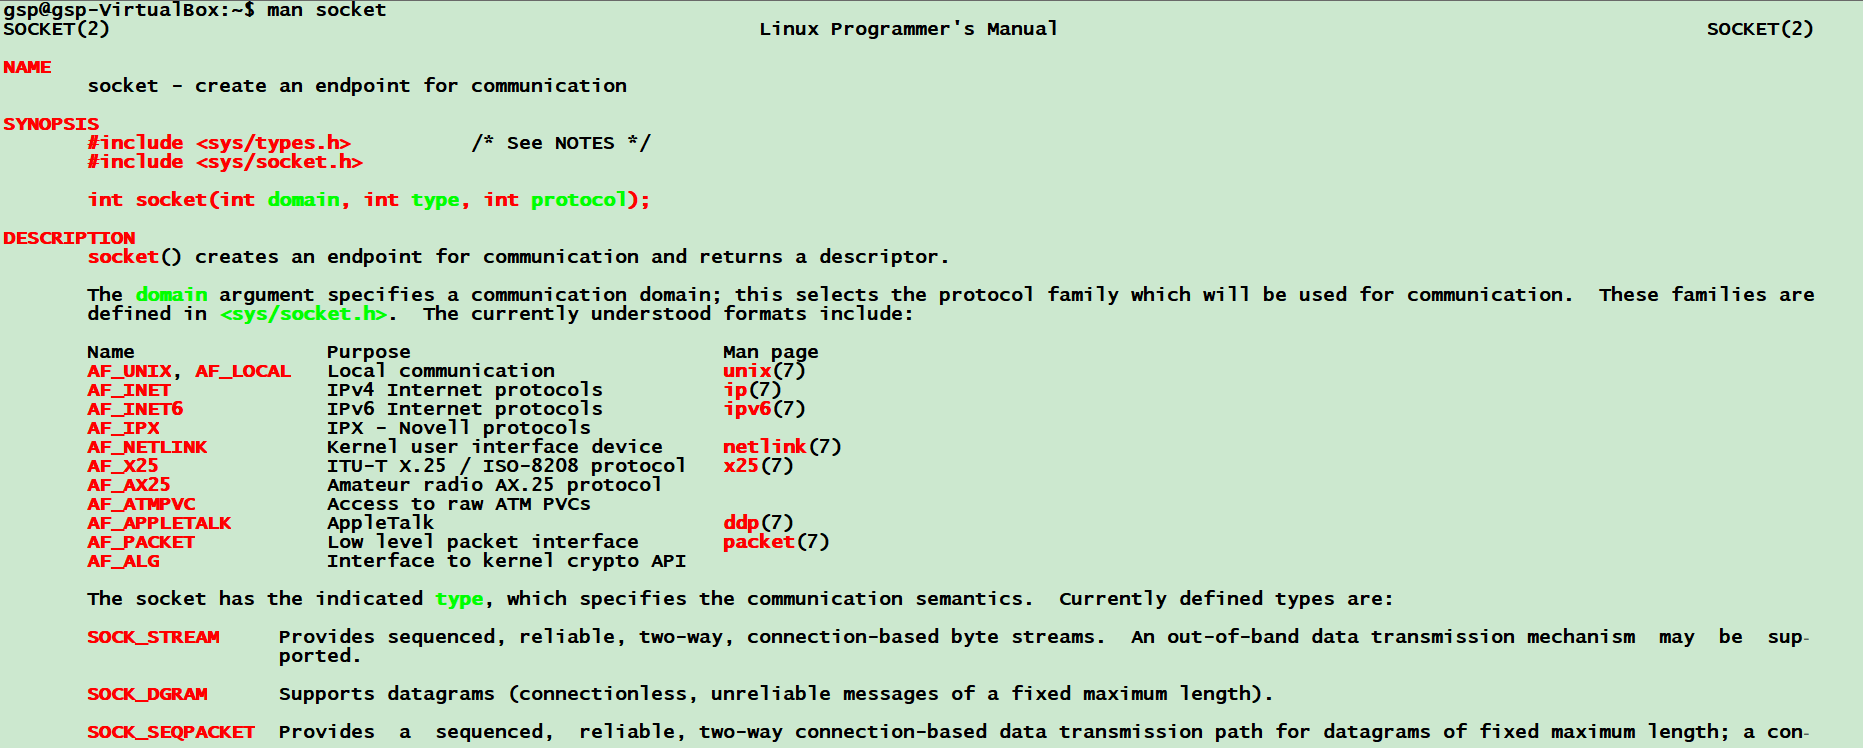 gsp@gsp-VirtualBox:~$ man socket
SOCKET(2) Linux Programmer's Manual SOCKET(2)
NAME
socket - create an endpoint for communication
SYNOPSIS
#include <sys/types.h> /* See NOTES */
#include <sys/socket.h>
int socket(int domain, int type, int protocol);
DESCRIPTION
socket() creates an endpoint for communication and returns a descriptor.
The domain argument specifies a communication domain; this selects the protocol family which will be used for communication. These families are
defined in <sys/socket.h>. The currently understood formats include:
Name Purpose Man page
AF_UNIX, AF_LOCAL Local communication unix(7)
AF_INET IPv4 Internet protocols ip(7)
AF_INET6 IPv6 Internet protocols ipv6(7)
AF_IPX IPX - Novell protocols
AF_NETLINK Kernel user interface device netlink(7)
AF_X25 ITU-T X.25 / ISO-8208 protocol x25(7)
AF_AX25 Amateur radio AX.25 protocol
AF_ATMPVC Access to raw ATM PVCs
AF_APPLETALK AppleTalk ddp(7)
AF_PACKET Low level packet interface packet(7)
AF_ALG Interface to kernel crypto API
The socket has the indicated type, which specifies the communication semantics. Currently defined types are:
SOCK_STREAM Provides sequenced, reliable, two-way, connection-based byte streams. An out-of-band data transmission mechanism may be sup-
ported.
SOCK_DGRAM Supports datagrams (connectionless, unreliable messages of a fixed maximum length).
SOCK_SEQPACKET Provides a sequenced, reliable, two-way connection-based data transmission path for datagrams of fixed maximum length; a con-